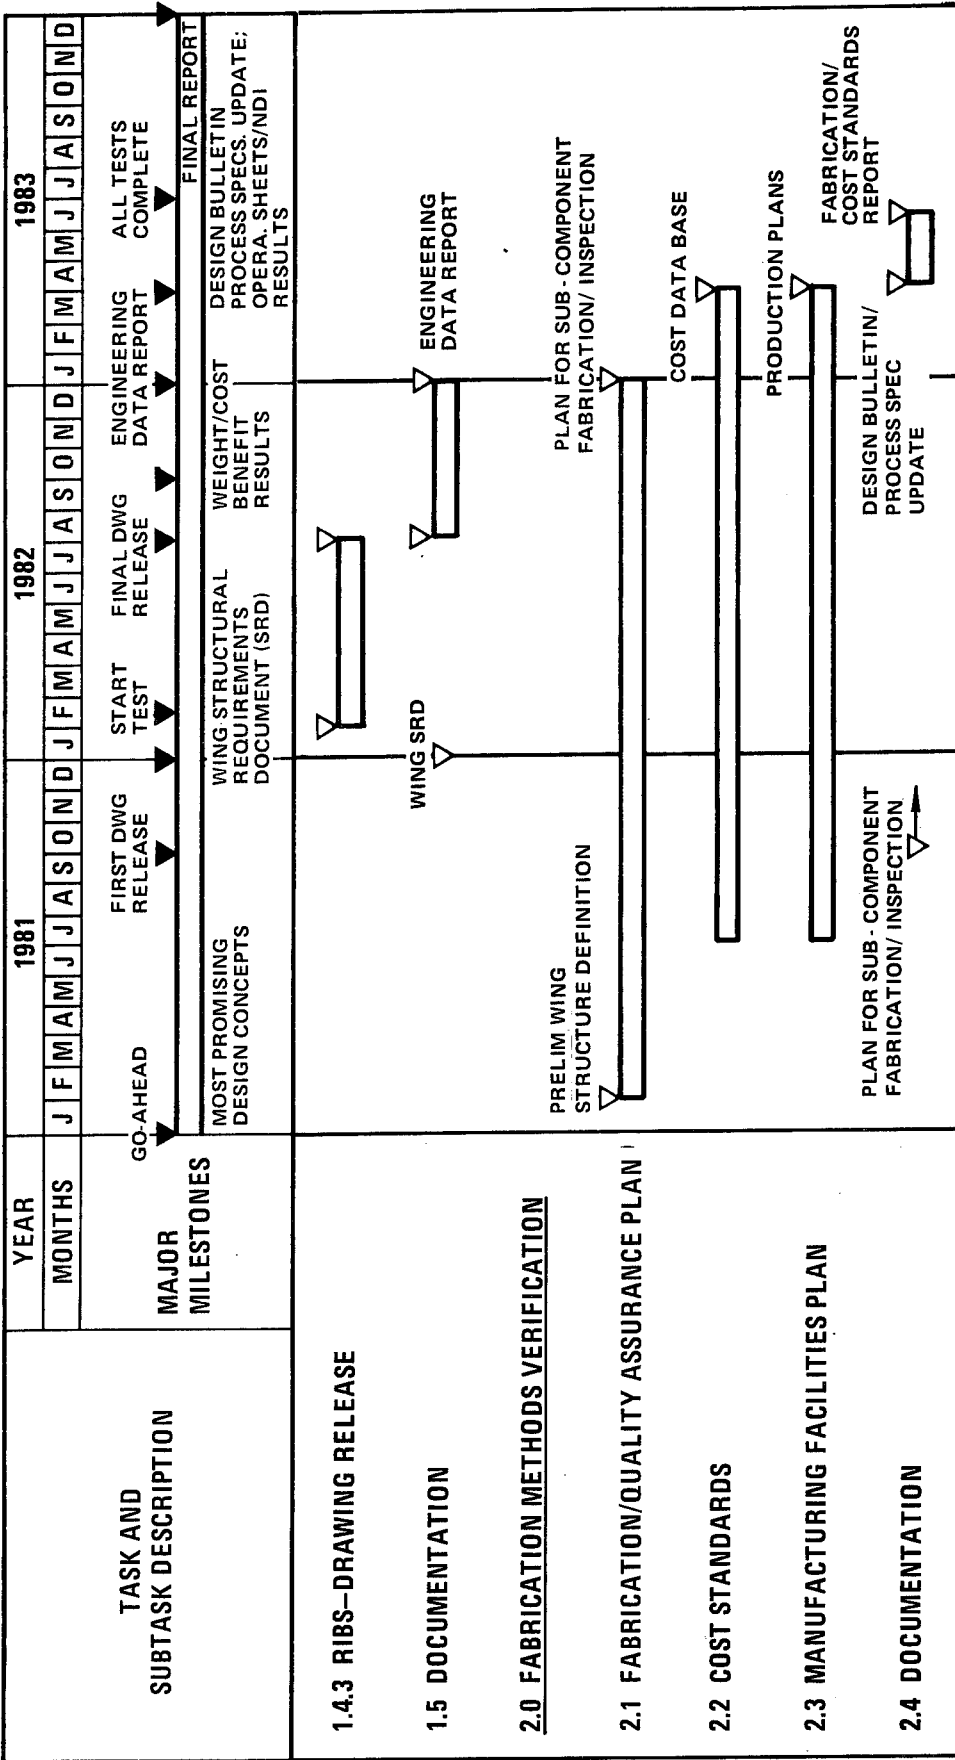 TASK AND
SUBTASK DESCRIPTION
YEAR
1981
1982
1983
MONTHS
J F M A M J J A S O N D J F M A M J J A S O N D J F M A M J J A S O N D
MAJOR
MILESTONES
GO-AHEAD
FIRST DWG
RELEASE
START
TEST
FINAL DWG
RELEASE
ENGINEERING
DATA REPORT
ALL TESTS
COMPLETE
FINAL REPORT
MOST PROMISING
DESIGN CONCEPTS
WING STRUCTURAL
REQUIREMENTS
DOCUMENT (SRD)
WEIGHT/COST
BENEFIT
RESULTS
DESIGN BULLETIN
PROCESS SPECS. UPDATE;
OPERA. SHEETS/NDI
RESULTS
1.4.3 RIBS–DRAWING RELEASE
1.5 DOCUMENTATION
WING SRD
ENGINEERING
DATA REPORT
2.0 FABRICATION METHODS VERIFICATION
2.1 FABRICATION/QUALITY ASSURANCE PLAN
PRELIM WING
STRUCTURE DEFINITION
PLAN FOR SUB - COMPONENT
FABRICATION/ INSPECTION
2.2 COST STANDARDS
COST DATA BASE
2.3 MANUFACTURING FACILITIES PLAN
PRODUCTION PLANS
2.4 DOCUMENTATION
PLAN FOR SUB - COMPONENT
FABRICATION/ INSPECTION
DESIGN BULLETIN/
PROCESS SPEC
UPDATE
FABRICATION/
COST STANDARDS
REPORT